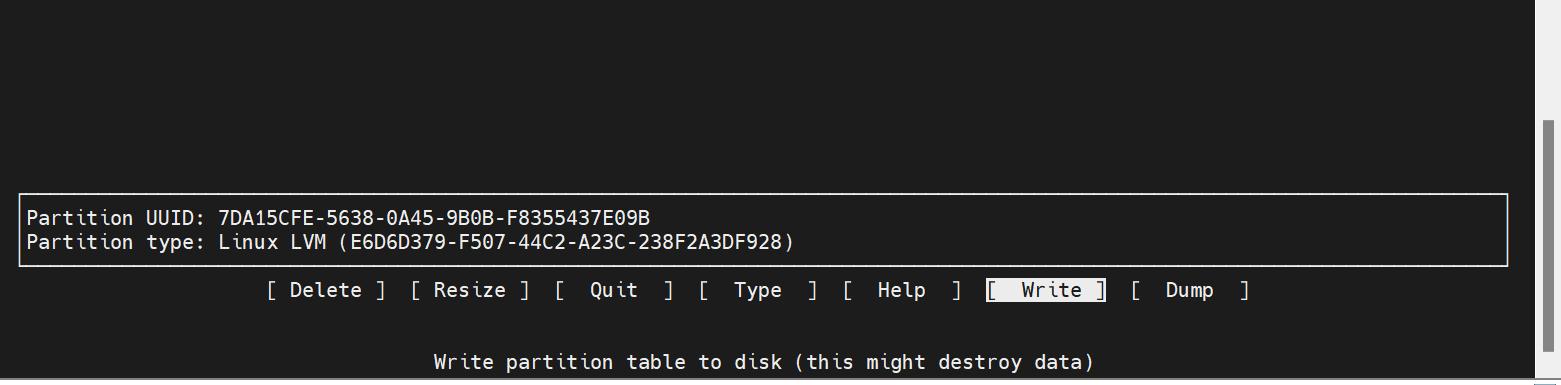 Partition UUID: 7DA15CFE-5638-0A45-9B0B-F8355437E09B
Partition type: Linux LVM (E6D6D379-F507-44C2-A23C-238F2A3DF928)
[ Delete ] [ Resize ] [ Quit ] [ Type ] [ Help ] [ Write ] [ Dump ]
Write partition table to disk (this might destroy data)